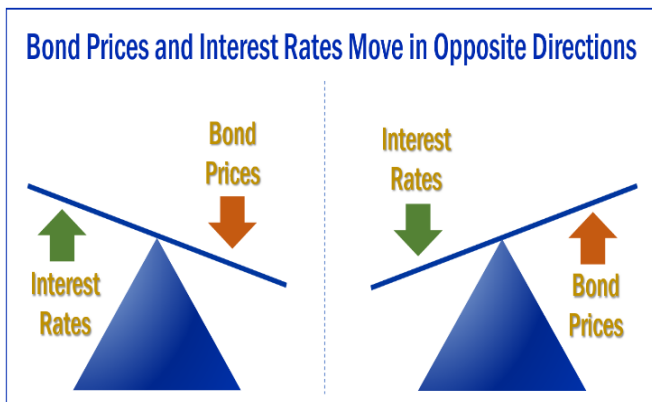 Bond Prices and Interest Rates Move in Opposite Directions
Bond
Prices
Interest
Rates
Interest
Rates
Bond
Prices